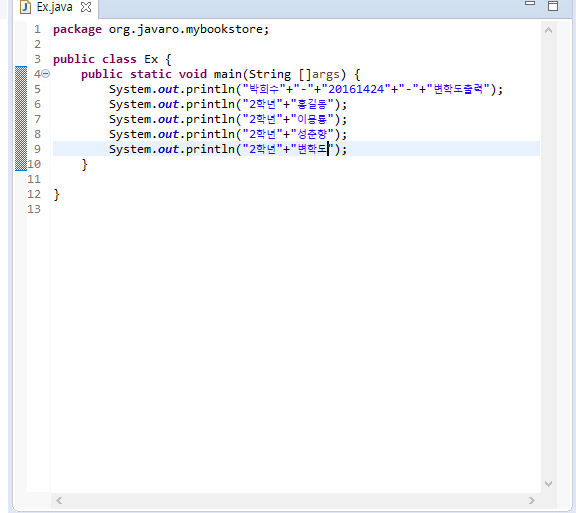 Ex.java
1 package org.javaro.mybookstore;
2
3 public class Ex {
4 public static void main(String []args) {
5 System.out.println("박희수"+"-"+"20161424"+"-"+"변학도출력");
6 System.out.println("2학년"+"홍길동");
7 System.out.println("2학년"+"이몽룡");
8 System.out.println("2학년"+"성춘향");
9 System.out.println("2학년"+"변학도");
10 }
11
12 }
13